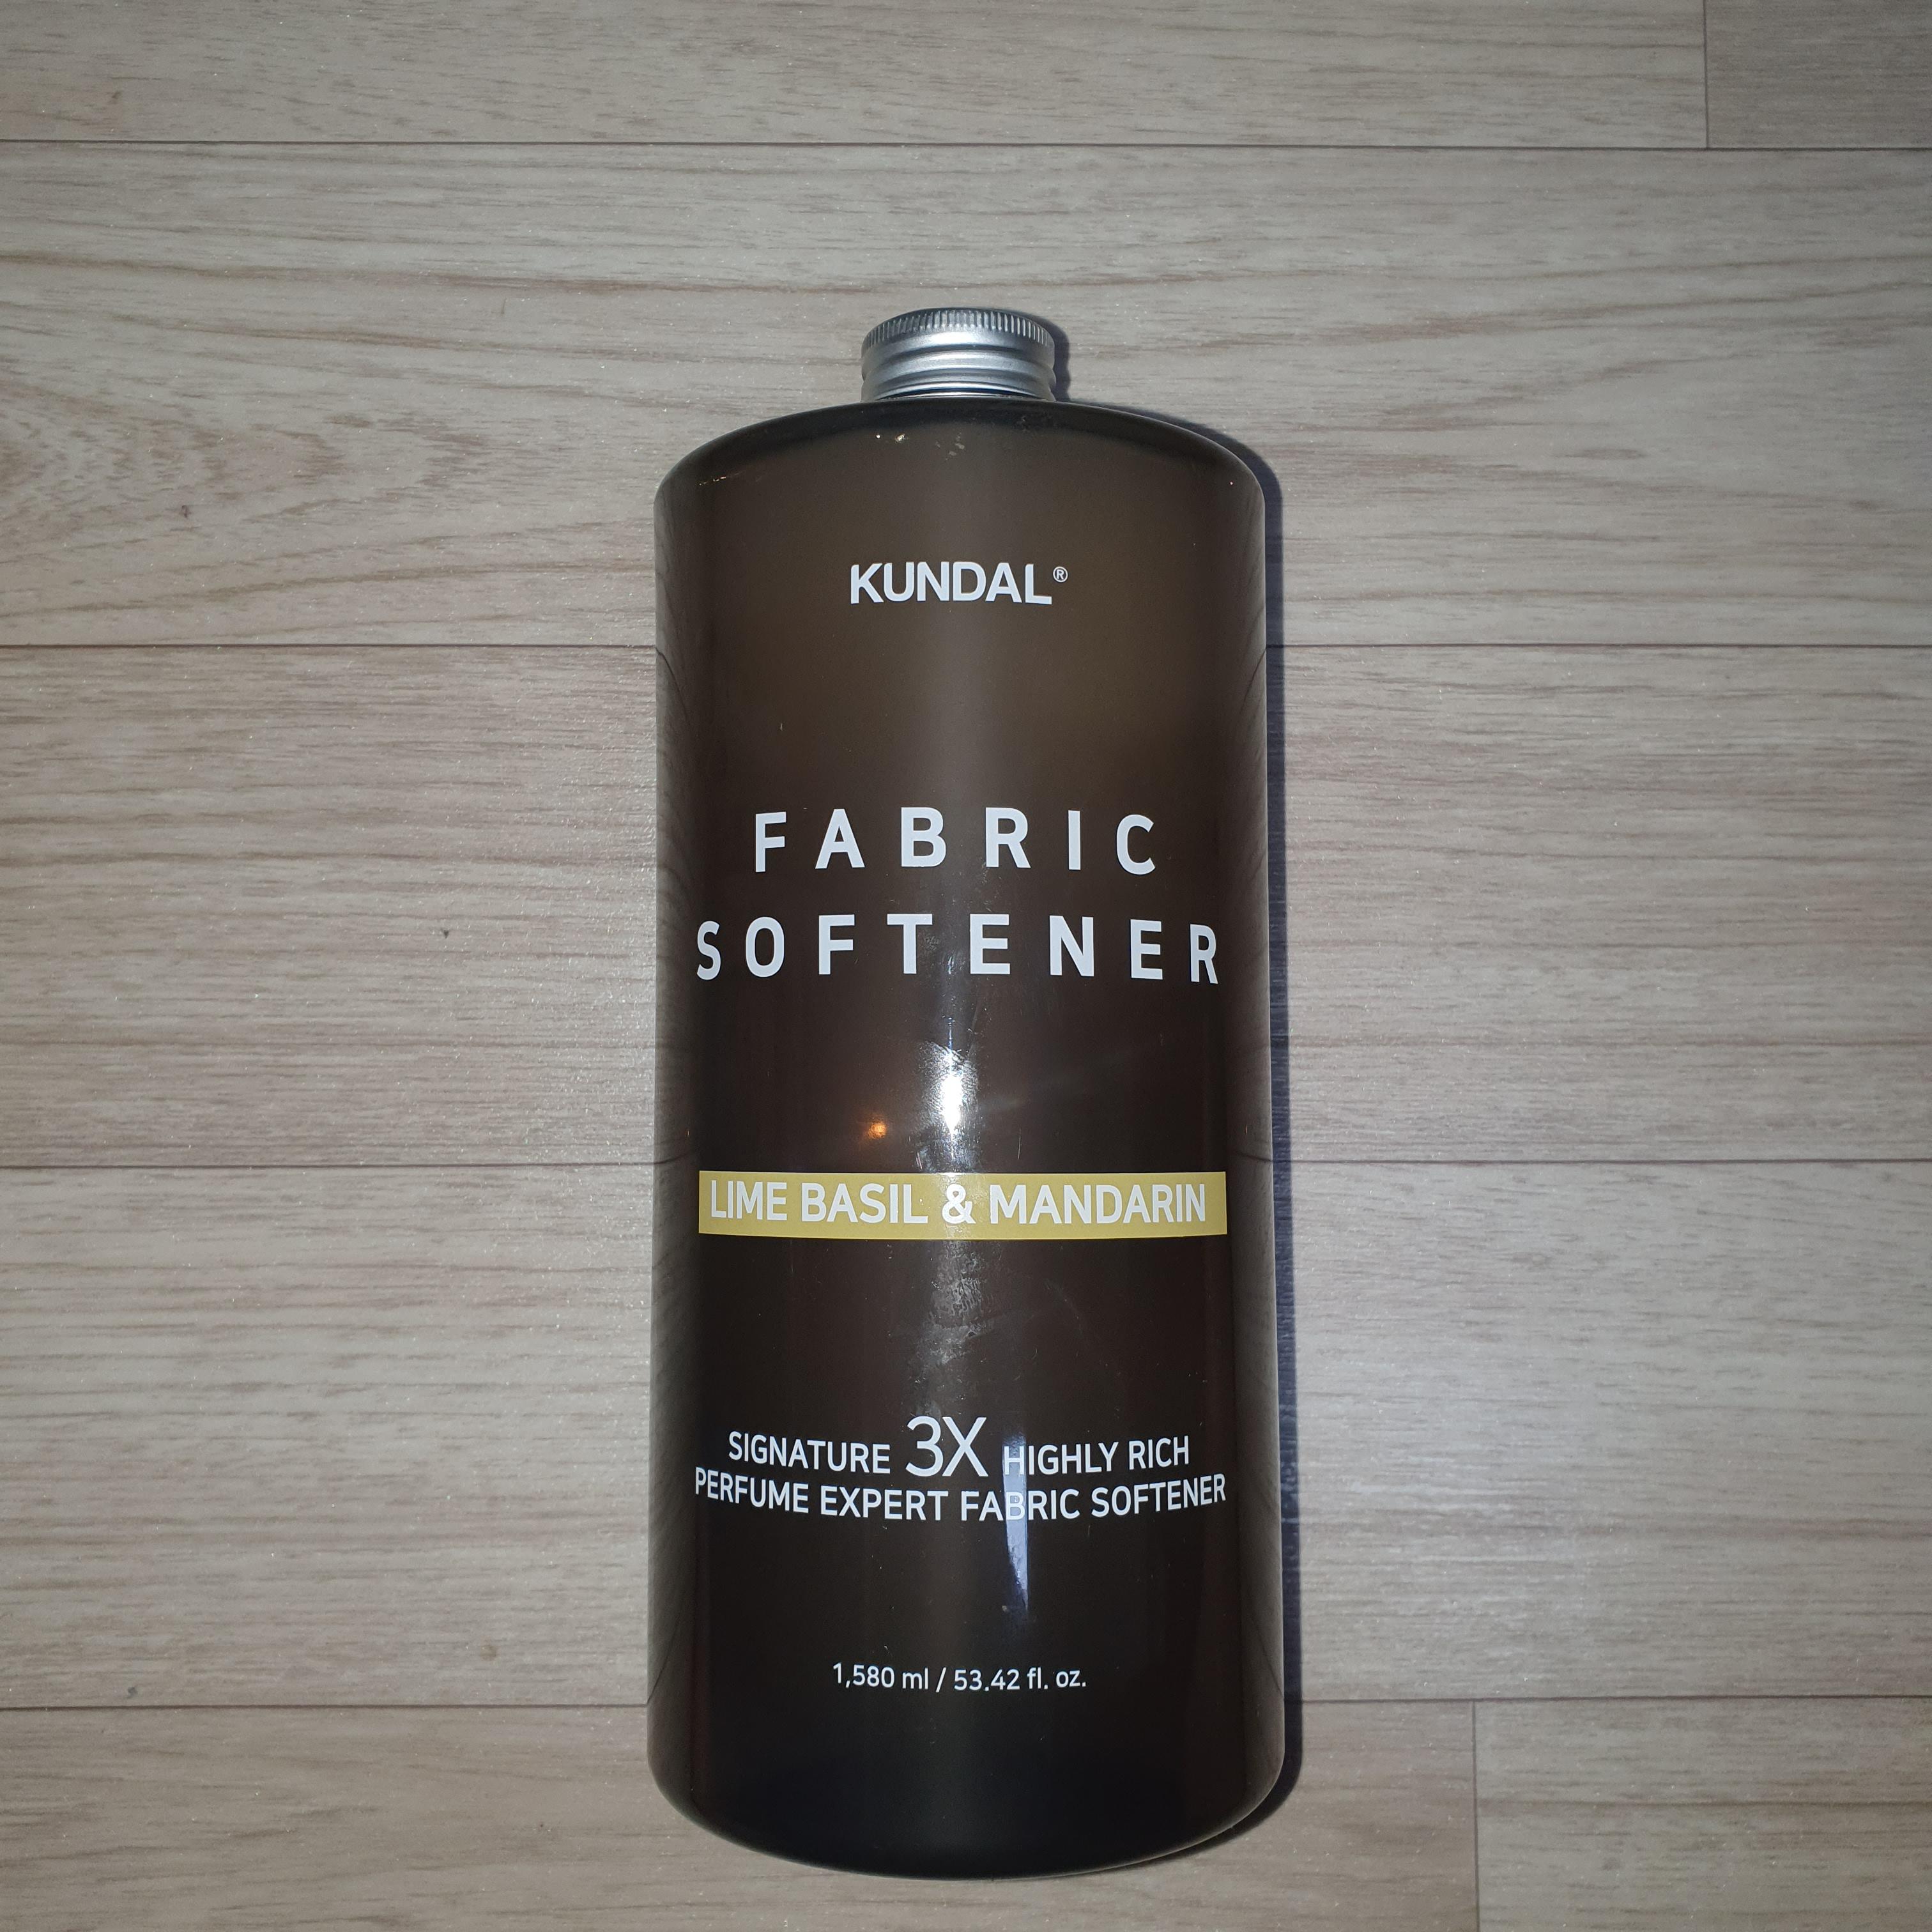 KUNDAL®
FABRIC
SOFTENER
LIME BASIL & MANDARIN
SIGNATURE 3X HIGHLY RICH
PERFUME EXPERT FABRIC SOFTENER
1,580 ml / 53.42 fl. oz.